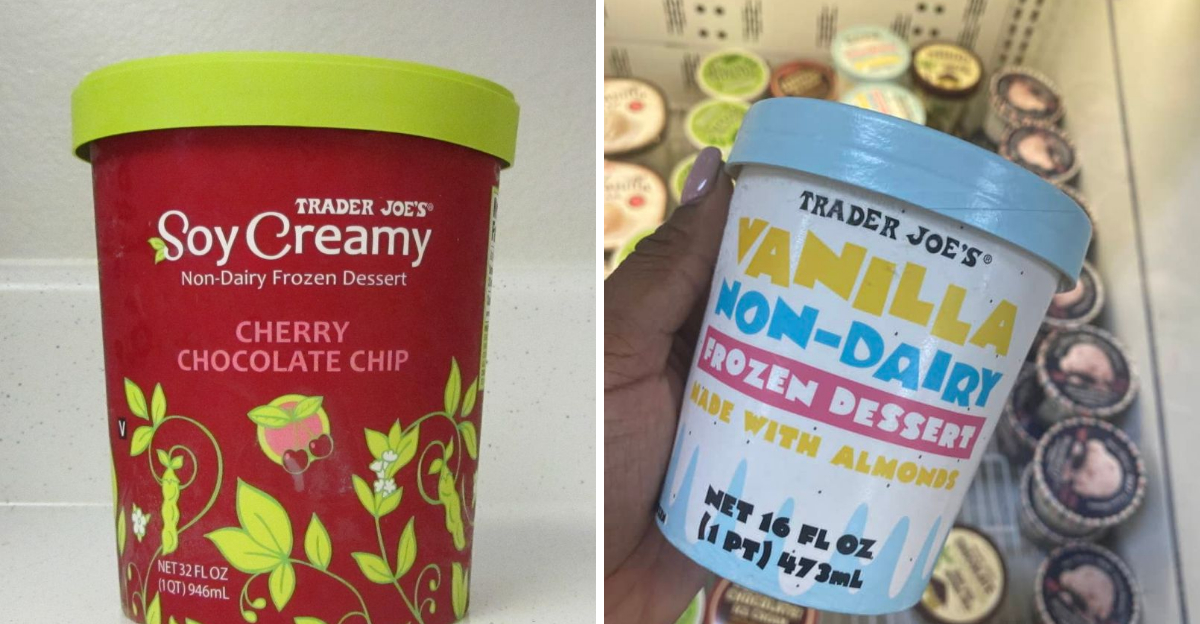 TRADER JOE'S®
Soy Creamy
Non-Dairy Frozen Dessert
CHERRY
CHOCOLATE CHIP
V
NET 32 FL OZ
(1 QT) 946mL
TRADER JOE'S®
VANILLA
NON-DAIRY
FROZEN DESSERT
MADE WITH ALMONDS
NET 16 FL OZ
(1 PT) 473mL